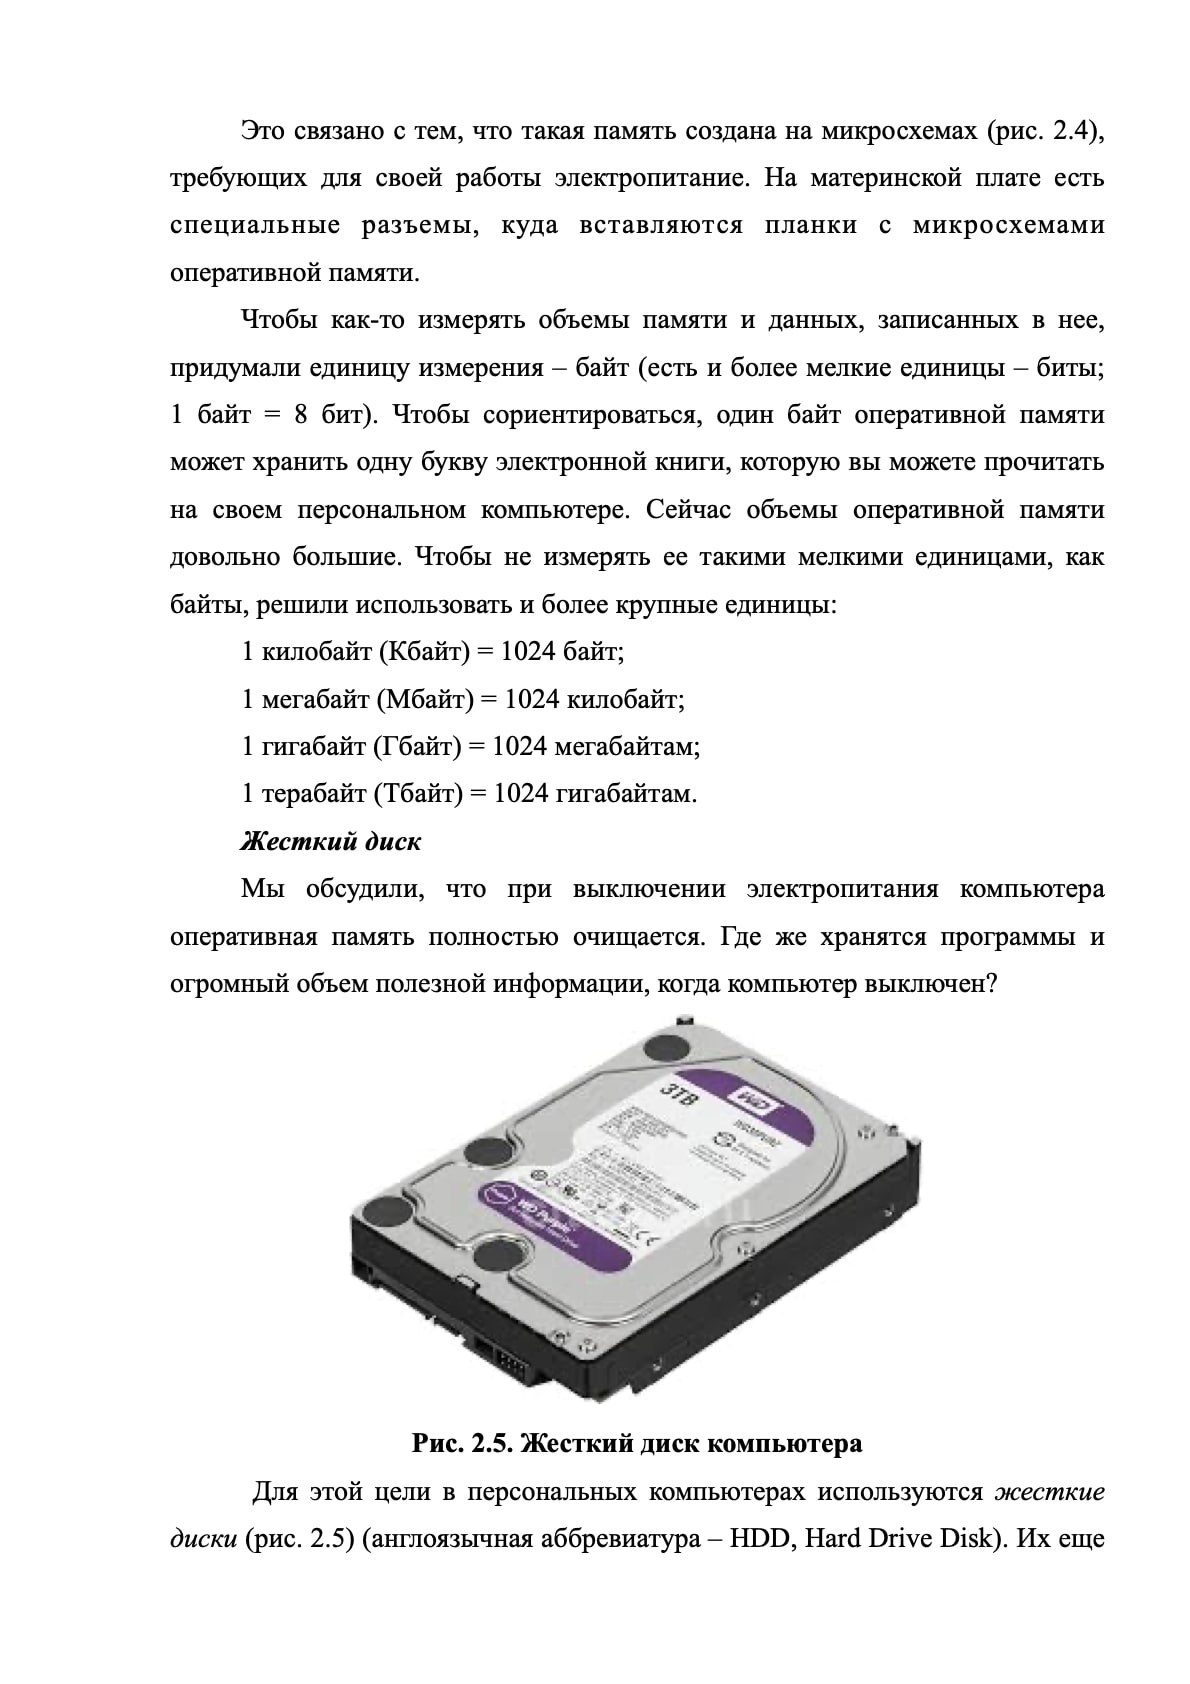 Это связано с тем, что такая память создана на микросхемах (рис. 2.4),
требующих для своей работы электропитание. На материнской плате есть
специальные разъемы, куда вставляются планки с микросхемами
оперативной памяти.
Чтобы как-то измерять объемы памяти и данных, записанных в нее,
придумали единицу измерения – байт (есть и более мелкие единицы – биты;
1 байт = 8 бит). Чтобы сориентироваться, один байт оперативной памяти
может хранить одну букву электронной книги, которую вы можете прочитать
на своем персональном компьютере. Сейчас объемы оперативной памяти
довольно большие. Чтобы не измерять ее такими мелкими единицами, как
байты, решили использовать и более крупные единицы:
1 килобайт (Кбайт) = 1024 байт;
1 мегабайт (Мбайт) = 1024 килобайт;
1 гигабайт (Гбайт) = 1024 мегабайтам;
1 терабайт (Тбайт) = 1024 гигабайтам.
Жесткий диск
Мы обсудили, что при выключении электропитания компьютера
оперативная память полностью очищается. Где же хранятся программы и
огромный объем полезной информации, когда компьютер выключен?
WD
3TB
WD Purple
Рис. 2.5. Жесткий диск компьютера
Для этой цели в персональных компьютерах используются жесткие
диски (рис. 2.5) (англоязычная аббревиатура – HDD, Hard Drive Disk). Их еще